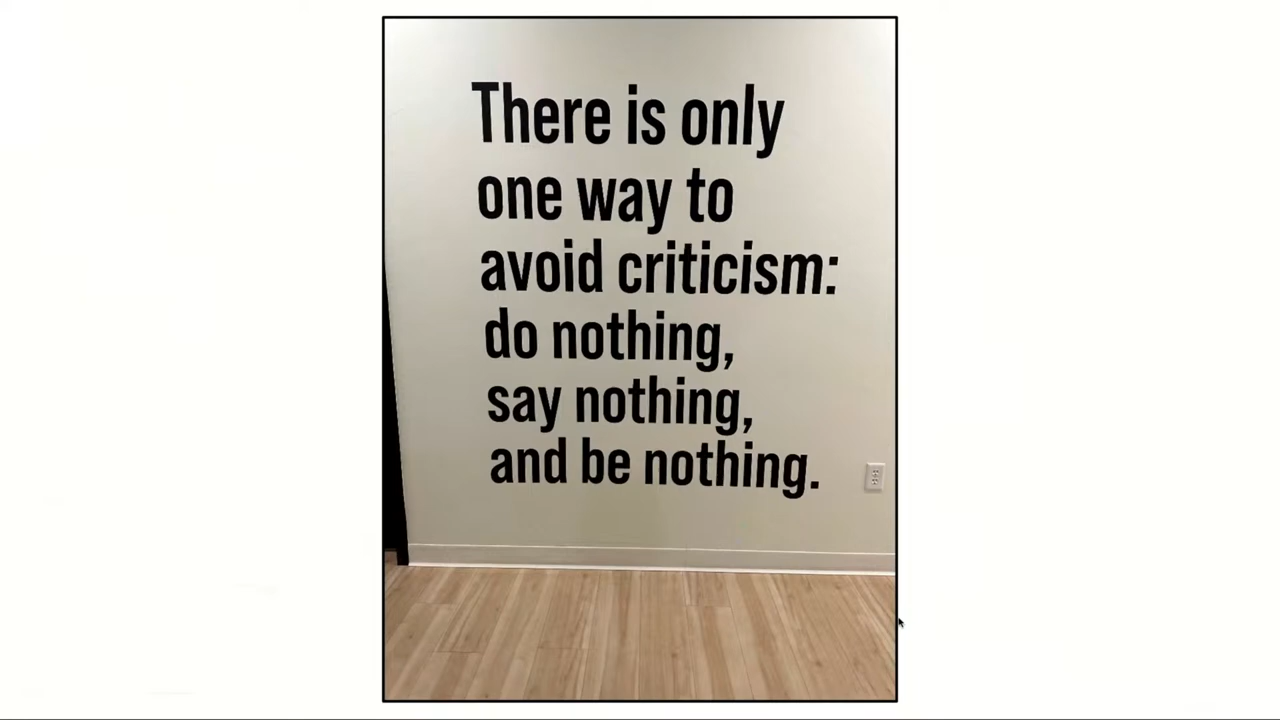 There is only
one way to
avoid criticism:
do nothing,
say nothing,
and be nothing.